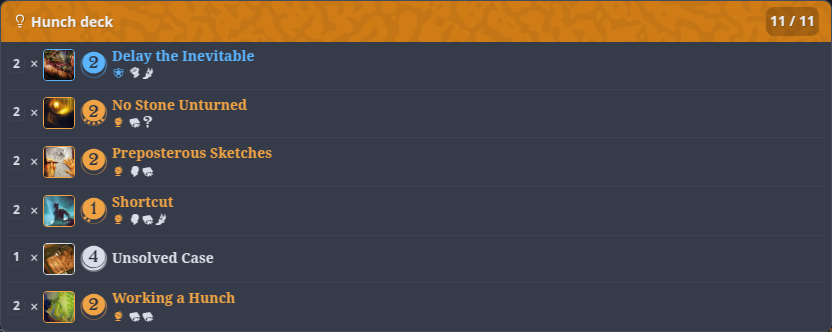 Hunch deck 11 / 11
2 × 2 Delay the Inevitable
2 × 2 No Stone Unturned
?
2 × 2 Preposterous Sketches
2 × 1 Shortcut
1 × 4 Unsolved Case
2 × 2 Working a Hunch